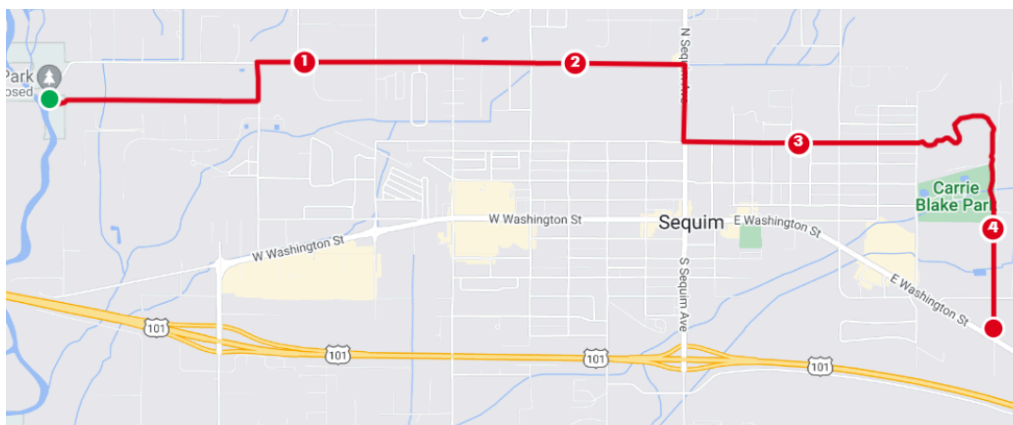 N Sequim Ave
1
2
Park
osed
3
Carrie
Blake Park
W Washington St
Sequim
E Washington St
4
W Washington St
S Sequim Ave
E Washington St
101
101
101
101